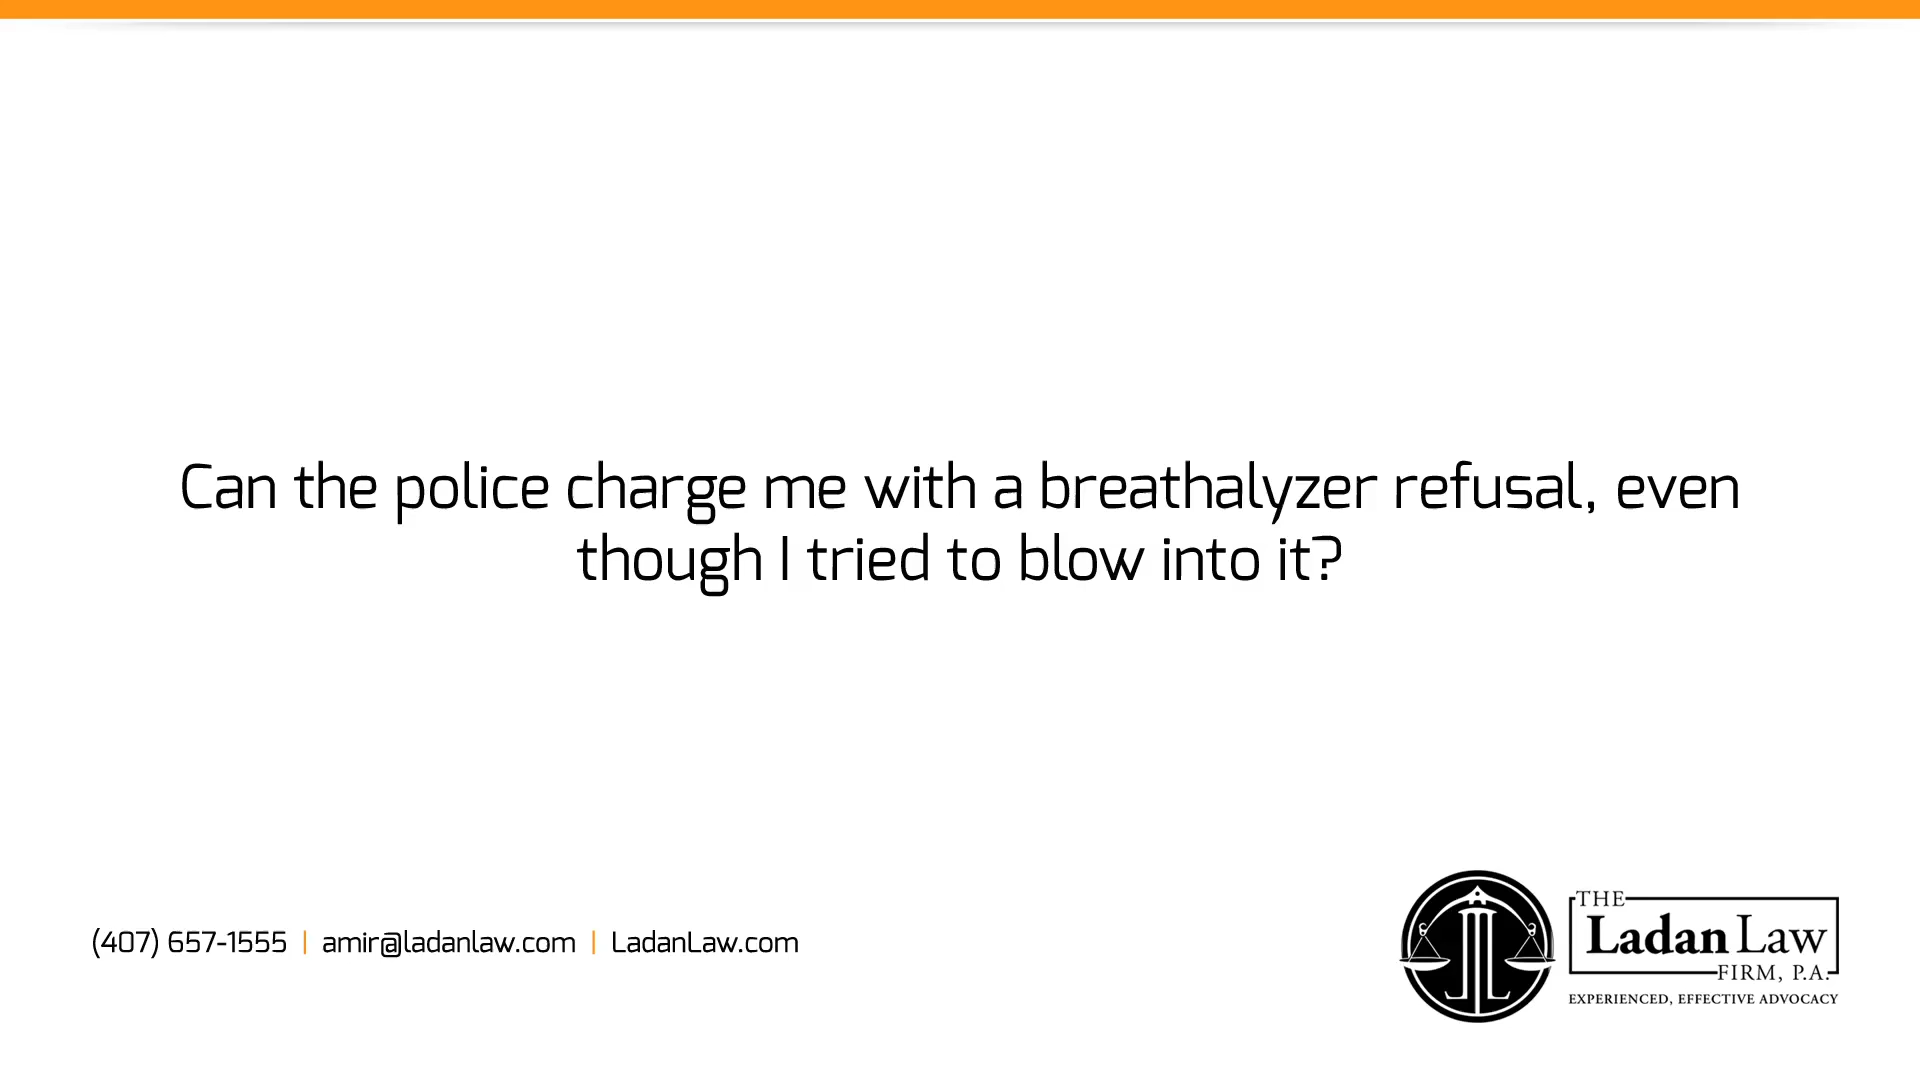 Can the police charge me with a breathalyzer refusal, even
though I tried to blow into it?
(407) 657-1555 | amir@ladanlaw.com | LadanLaw.com
THE
Ladan Law
FIRM, P.A.
EXPERIENCED, EFFECTIVE ADVOCACY